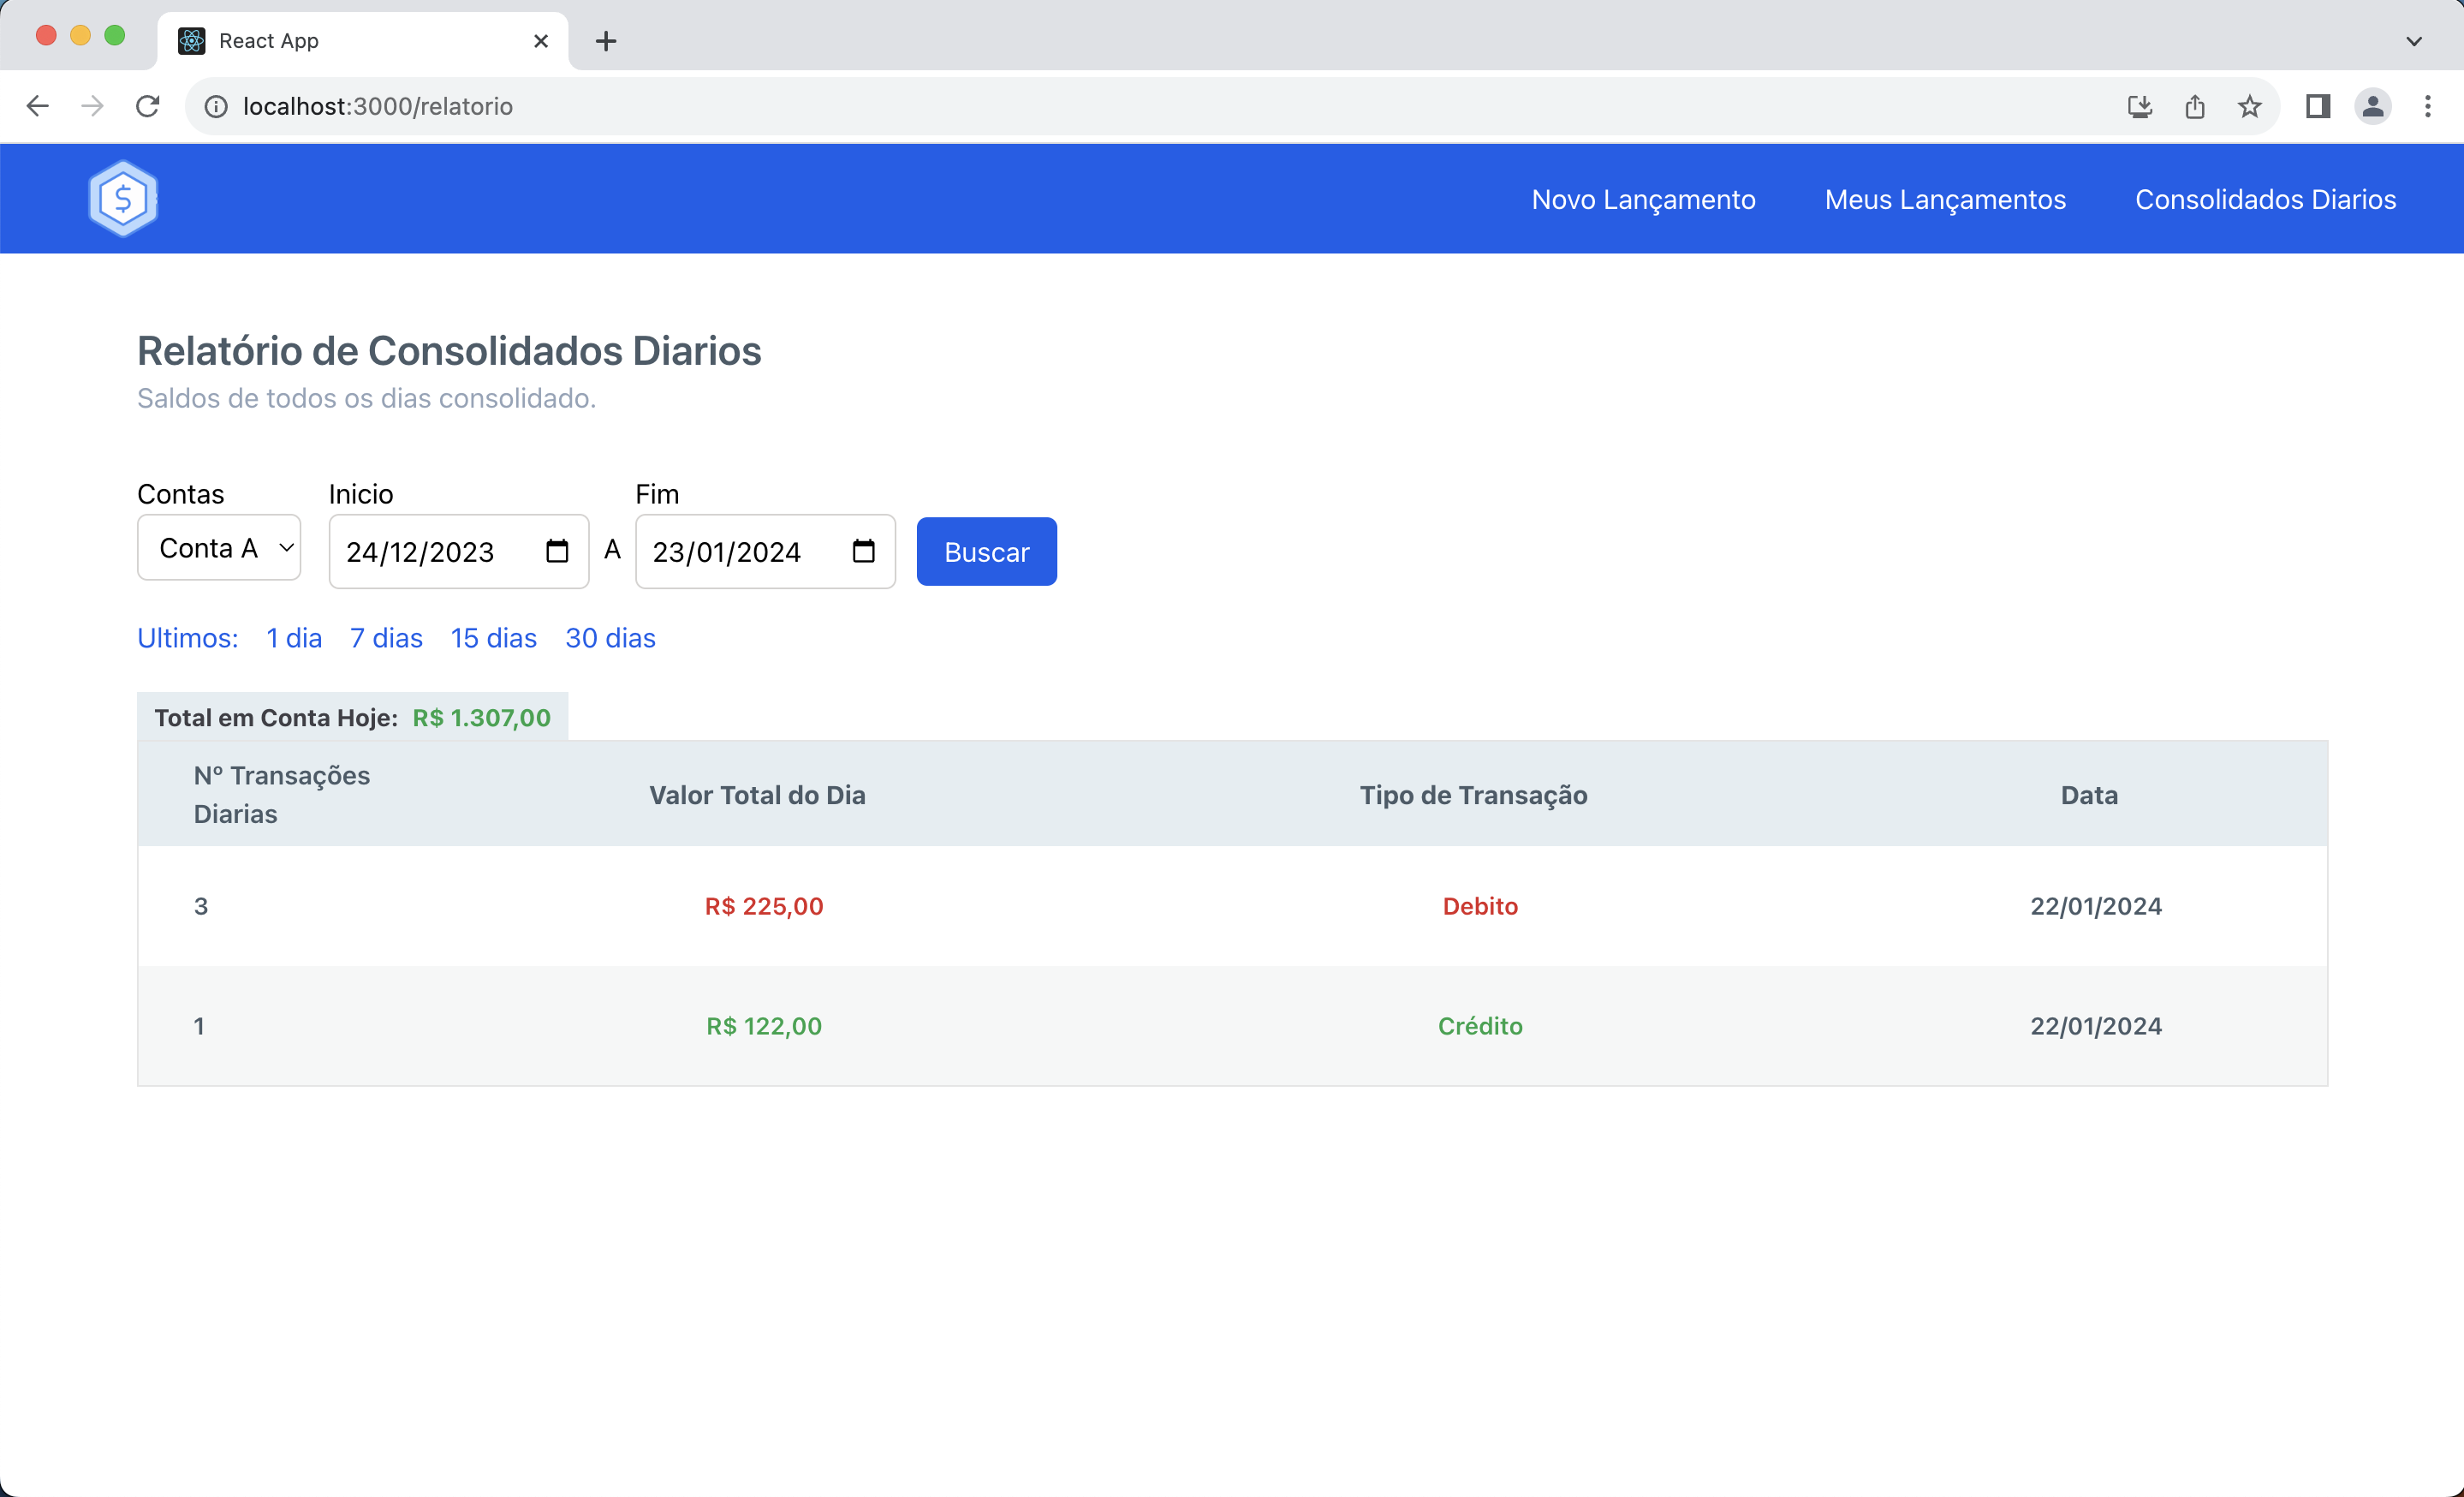 React App
localhost:3000/relatorio
$
Novo Lançamento Meus Lançamentos Consolidados Diarios
Relatório de Consolidados Diarios
Saldos de todos os dias consolidado.
Contas Inicio Fim
Conta A 24/12/2023 A 23/01/2024 Buscar
Ultimos: 1 dia 7 dias 15 dias 30 dias
Total em Conta Hoje: R$ 1.307,00
Nº Transações
Diarias
Valor Total do Dia Tipo de Transação Data
3 R$ 225,00 Debito 22/01/2024
1 R$ 122,00 Crédito 22/01/2024